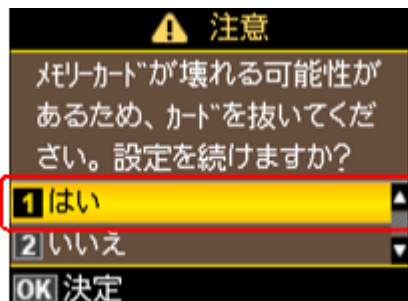 注意
ﾒﾓﾘｰｶｰﾄﾞが壊れる可能性が
あるため、ｶｰﾄﾞを抜いてくだ
さい。設定を続けますか?
1 はい
2 いいえ
OK 決定